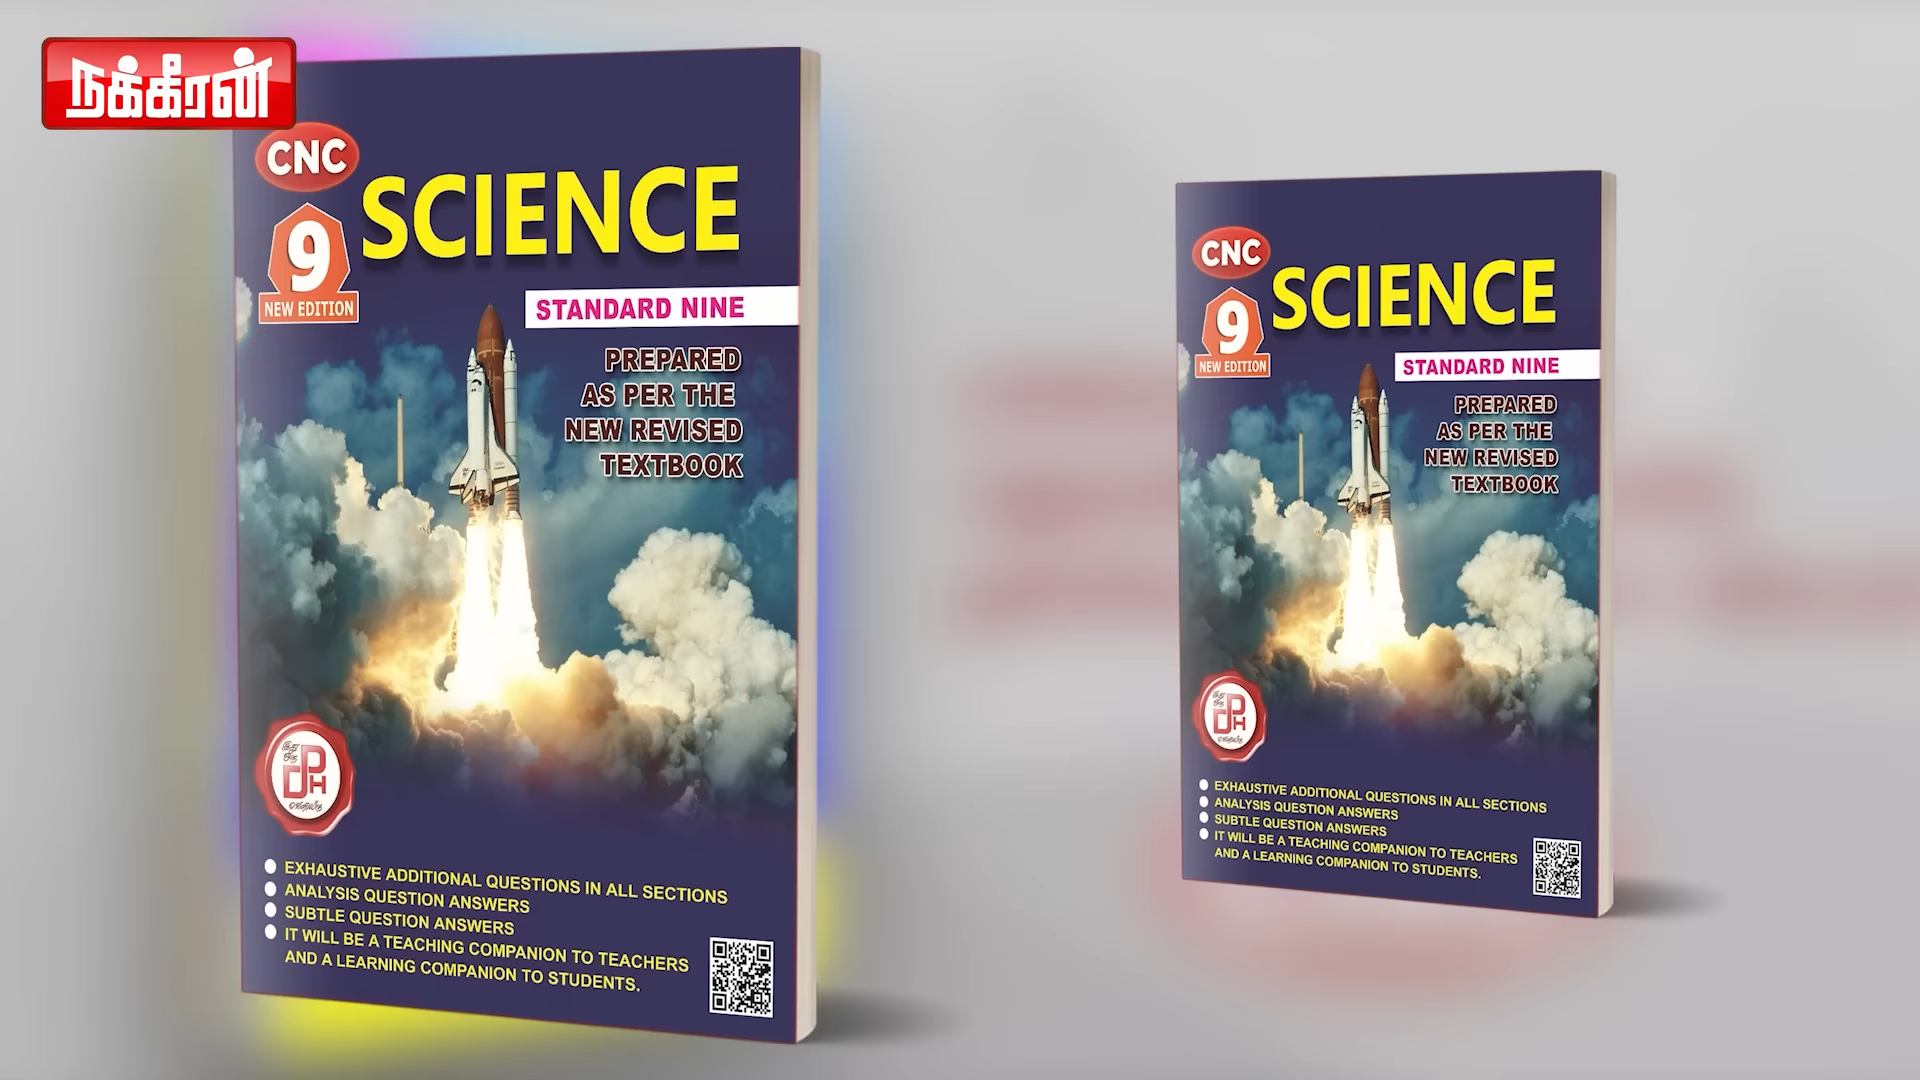 நக்கீரன்
CNC
SCIENCE
9
NEW EDITION
STANDARD NINE
PREPARED
AS PER THE
NEW REVISED
TEXTBOOK
EXHAUSTIVE ADDITIONAL QUESTIONS IN ALL SECTIONS
ANALYSIS QUESTION ANSWERS
SUBTLE QUESTION ANSWERS
IT WILL BE A TEACHING COMPANION TO TEACHERS
AND A LEARNING COMPANION TO STUDENTS.
CNC
SCIENCE
9
NEW EDITION
STANDARD NINE
PREPARED
AS PER THE
NEW REVISED
TEXTBOOK
EXHAUSTIVE ADDITIONAL QUESTIONS IN ALL SECTIONS
ANALYSIS QUESTION ANSWERS
SUBTLE QUESTION ANSWERS
IT WILL BE A TEACHING COMPANION TO TEACHERS
AND A LEARNING COMPANION TO STUDENTS.